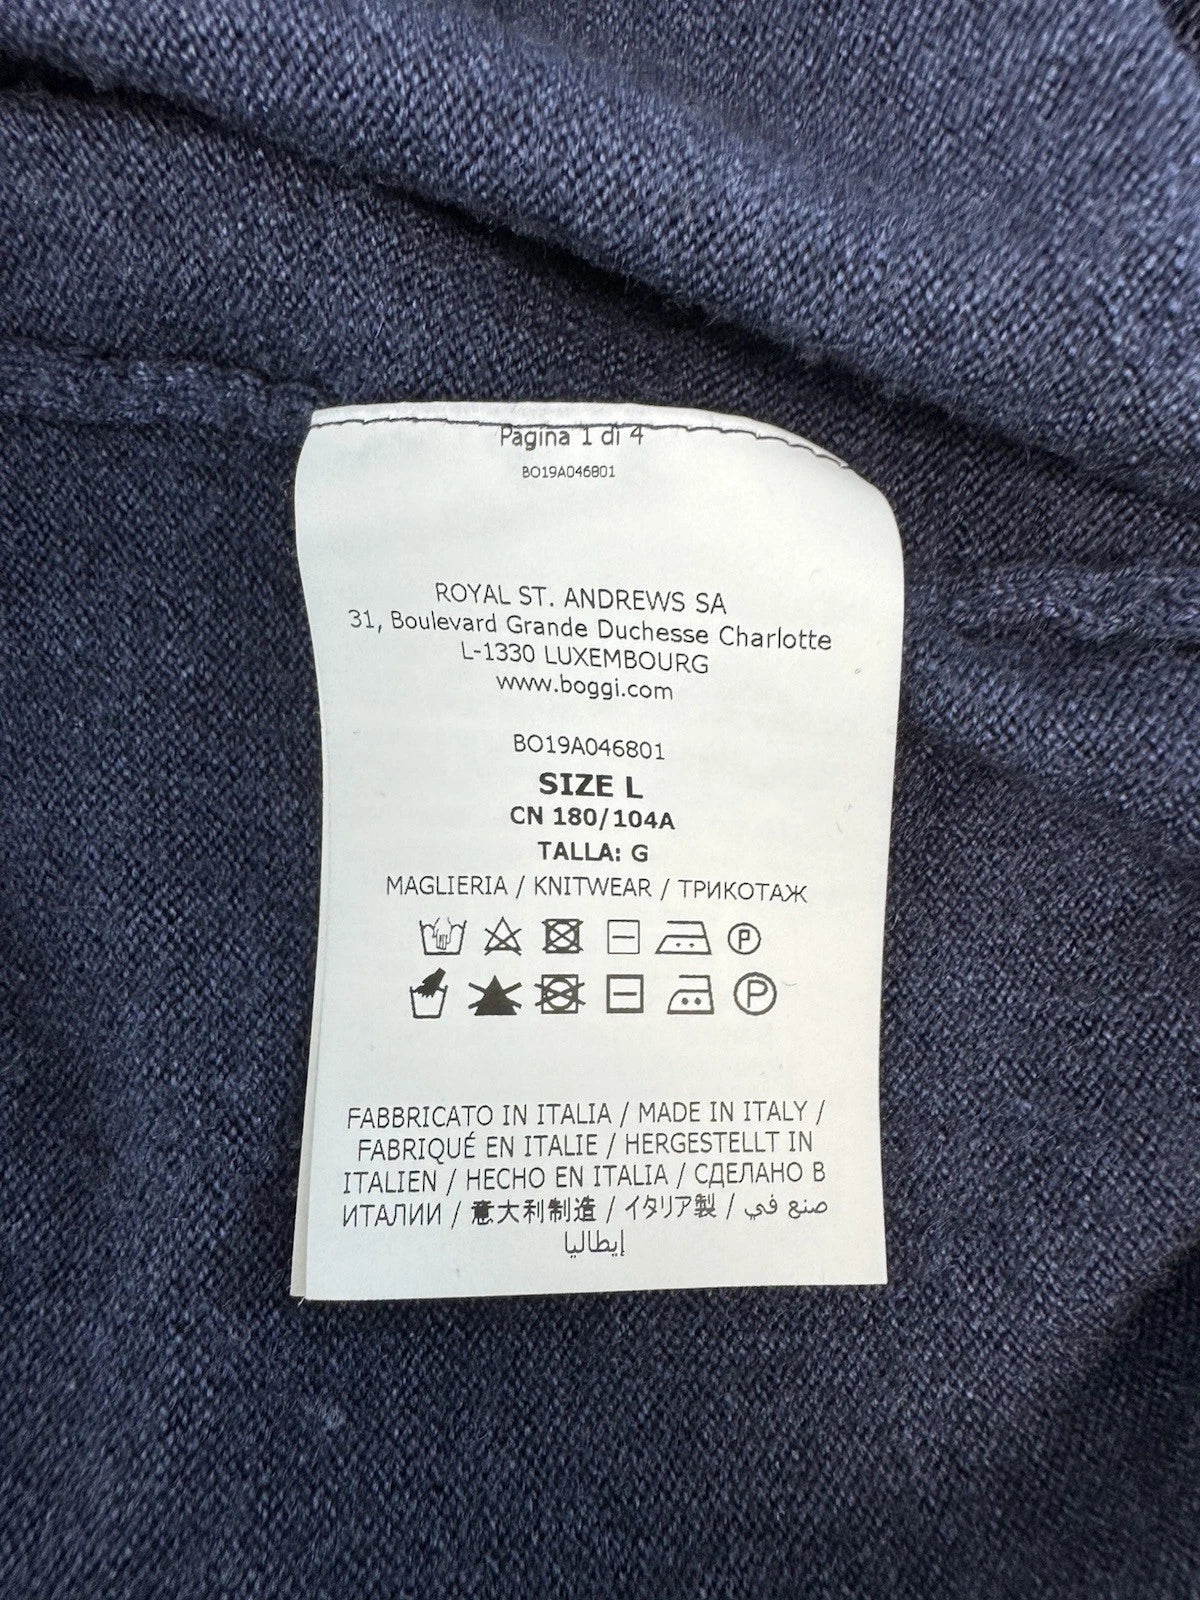 Pagina 1 di 4
BO19A046801
ROYAL ST. ANDREWS SA
31, Boulevard Grande Duchesse Charlotte
L-1330 LUXEMBOURG
www.boggi.com
BO19A046801
SIZE L
CN 180/104A
TALLA: G
MAGLIERIA / KNITWEAR / ТРИКОТАЖ
P
P
FABBRICATO IN ITALIA / MADE IN ITALY /
FABRIQUÉ EN ITALIE / HERGESTELLT IN
ITALIEN / HECHO EN ITALIA / СДЕЛАНО В
ИТАЛИИ / 意大利制造 / イタリア製 / صنع في
إيطاليا